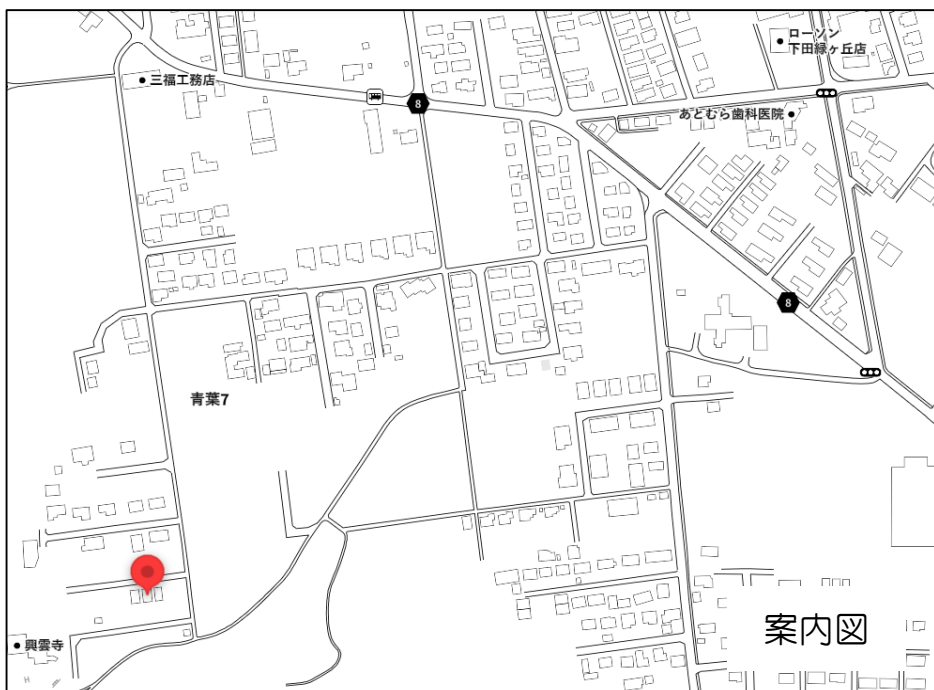 ローソン
下田緑ヶ丘店
三福工務店
8
あとむら歯科医院
8
青葉7
興雲寺
案内図